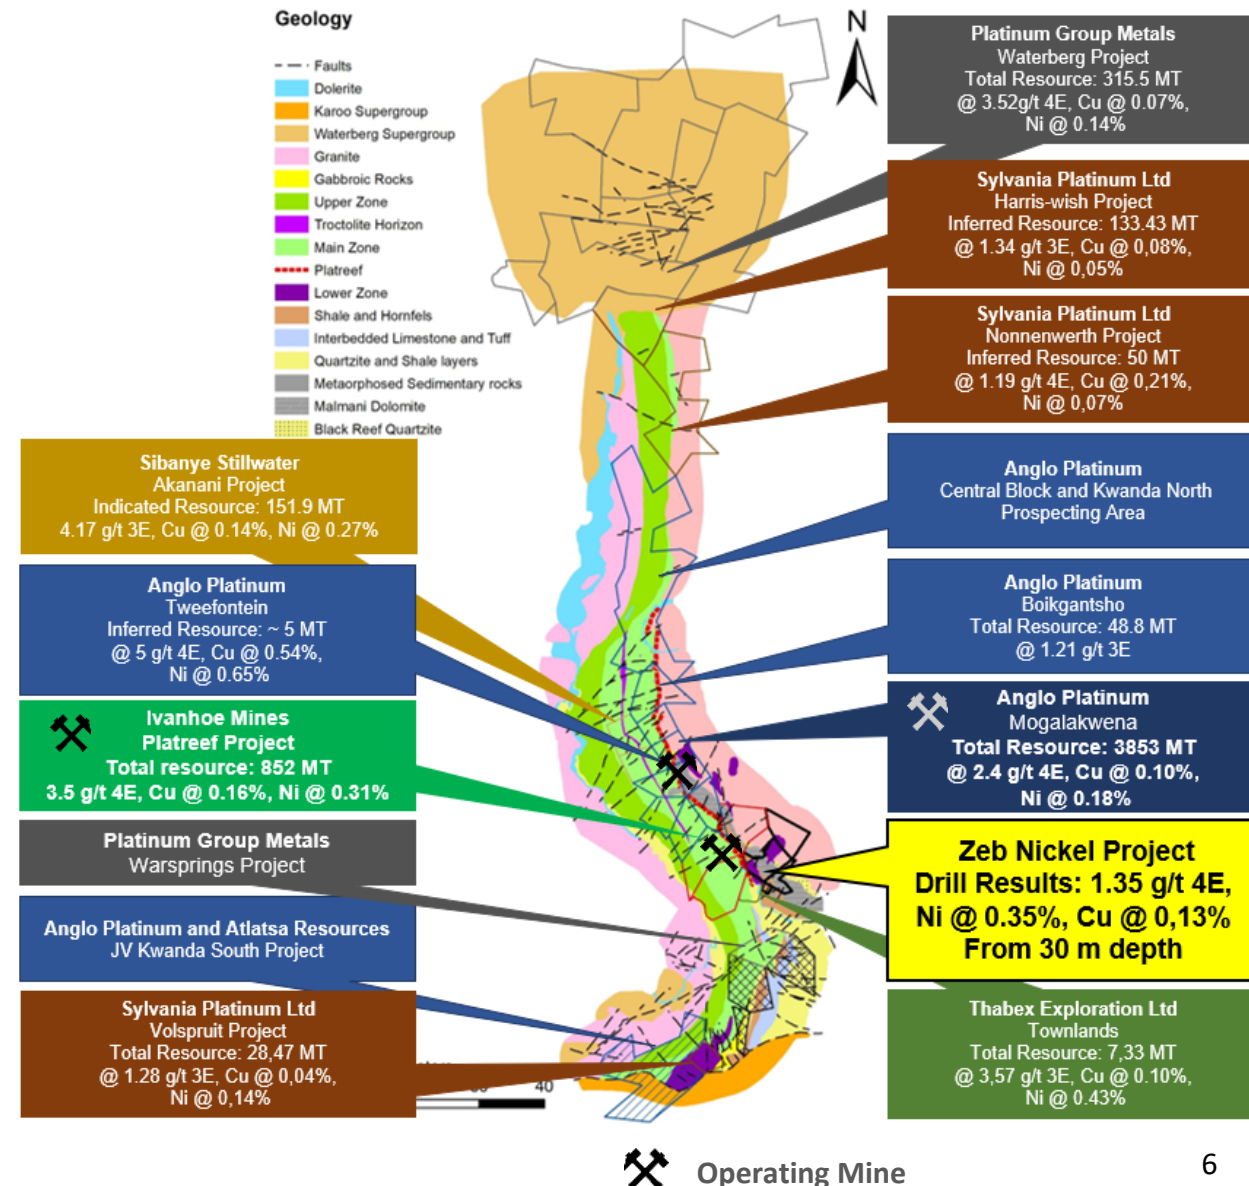 Geology
Faults
Dolerite
Karoo Supergroup
Waterberg Supergroup
Granite
Gabbroic Rocks
Upper Zone
Troctolite Horizon
Main Zone
Platreef
Lower Zone
Shale and Hornfels
Interbedded Limestone and Tuff
Quartzite and Shale layers
Metaorphosed Sedimentary rocks
Malmani Dolomite
Black Reef Quartzite
N
Platinum Group Metals
Waterberg Project
Total Resource: 315.5 MT
@ 3.52g/t 4E, Cu @ 0.07%,
Ni @ 0.14%
Sylvania Platinum Ltd
Harris-wish Project
Inferred Resource: 133.43 MT
@ 1.34 g/t 3E, Cu @ 0,08%,
Ni @ 0,05%
Sylvania Platinum Ltd
Nonnenwerth Project
Inferred Resource: 50 MT
@ 1.19 g/t 4E, Cu @ 0,21%,
Ni @ 0,07%
Anglo Platinum
Central Block and Kwanda North
Prospecting Area
Anglo Platinum
Boikgantsho
Total Resource: 48.8 MT
@ 1.21 g/t 3E
Anglo Platinum
Mogalakwena
Total Resource: 3853 MT
@ 2.4 g/t 4E, Cu @ 0.10%,
Ni @ 0.18%
Zeb Nickel Project
Drill Results: 1.35 g/t 4E,
Ni @ 0.35%, Cu @ 0,13%
From 30 m depth
Thabex Exploration Ltd
Townlands
Total Resource: 7,33 MT
@ 3,57 g/t 3E, Cu @ 0.10%,
Ni @ 0.43%
Sibanye Stillwater
Akanani Project
Indicated Resource: 151.9 MT
4.17 g/t 3E, Cu @ 0.14%, Ni @ 0.27%
Anglo Platinum
Tweefontein
Inferred Resource: ~ 5 MT
@ 5 g/t 4E, Cu @ 0.54%,
Ni @ 0.65%
Ivanhoe Mines
Platreef Project
Total resource: 852 MT
3.5 g/t 4E, Cu @ 0.16%, Ni @ 0.31%
Platinum Group Metals
Warsprings Project
Anglo Platinum and Atlatsa Resources
JV Kwanda South Project
Sylvania Platinum Ltd
Volspruit Project
Total Resource: 28,47 MT
@ 1.28 g/t 3E, Cu @ 0,04%,
Ni @ 0,14%
40
Operating Mine
6